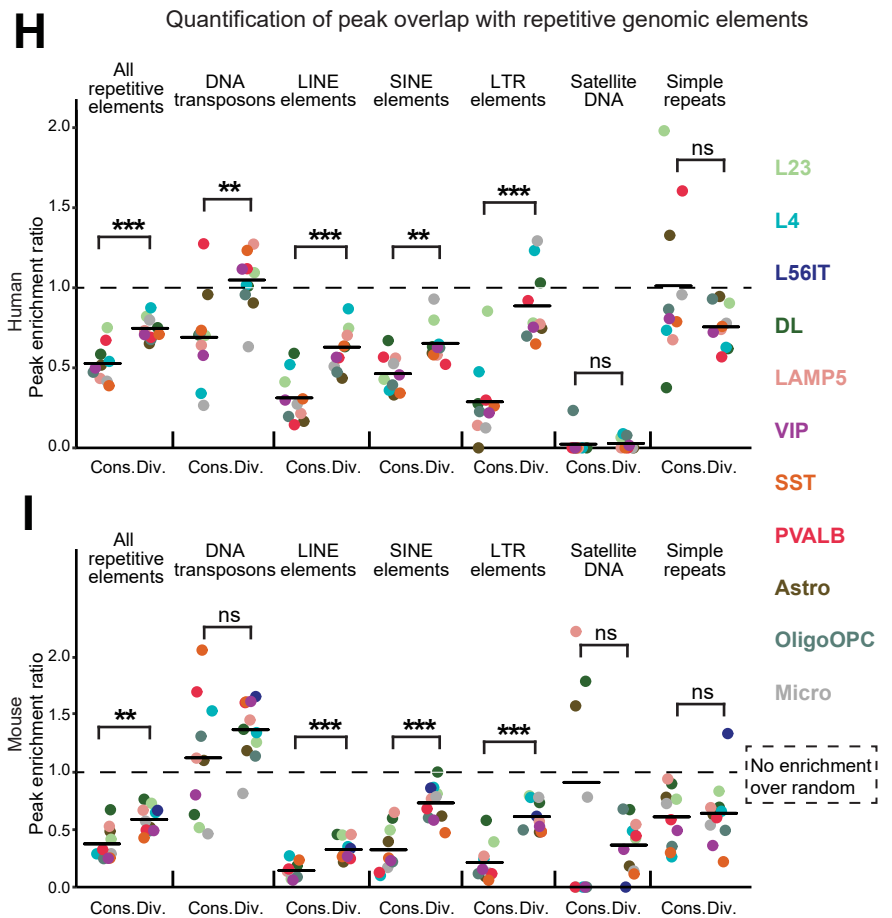 H
Quantification of peak overlap with repetitive genomic elements
All
repetitive
elements
DNA
transposons
LINE
elements
SINE
elements
LTR
elements
Satellite
DNA
Simple
repeats
Human
Peak enrichment ratio
2.0
1.5
1.0
0.5
0.0
***
**
***
**
***
ns
ns
Cons. Div.
Cons. Div.
Cons. Div.
Cons. Div.
Cons. Div.
Cons. Div.
Cons. Div.
L23
L4
L56IT
DL
LAMP5
VIP
SST
PVALB
Astro
OligoOPC
Micro
I
All
repetitive
elements
DNA
transposons
LINE
elements
SINE
elements
LTR
elements
Satellite
DNA
Simple
repeats
Mouse
Peak enrichment ratio
2.0
1.5
1.0
0.5
0.0
**
ns
***
***
***
ns
ns
No enrichment
over random
Cons. Div.
Cons. Div.
Cons. Div.
Cons. Div.
Cons. Div.
Cons. Div.
Cons. Div.